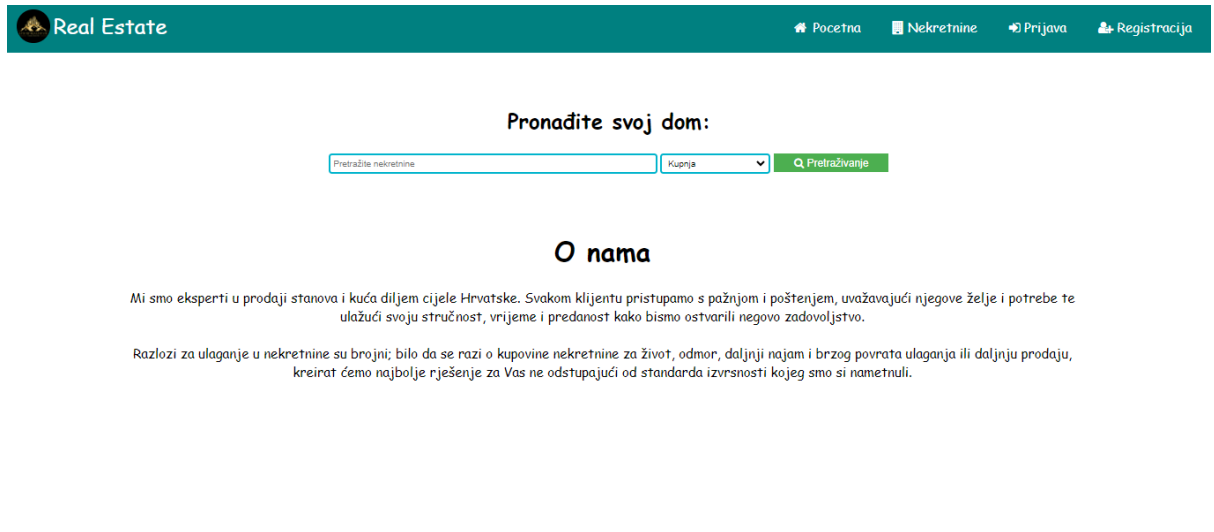 Real Estate
Pocetna
Nekretnine
Prijava
Registracija
Pronađite svoj dom:
Pretražite nekretnine
Kupnja
Pretraživanje
O nama
Mi smo eksperti u prodaji stanova i kuća diljem cijele Hrvatske. Svakom klijentu pristupamo s pažnjom i poštenjem, uvažavajući njegove želje i potrebe te
ulažući svoju stručnost, vrijeme i predanost kako bismo ostvarili negovo zadovoljstvo.
Razlozi za ulaganje u nekretnine su brojni; bilo da se razi o kupovine nekretnine za život, odmor, daljnji najam i brzog povrata ulaganja ili daljnju prodaju,
kreirat ćemo najbolje rješenje za Vas ne odstupajući od standarda izvrsnosti kojeg smo si nametnuli.